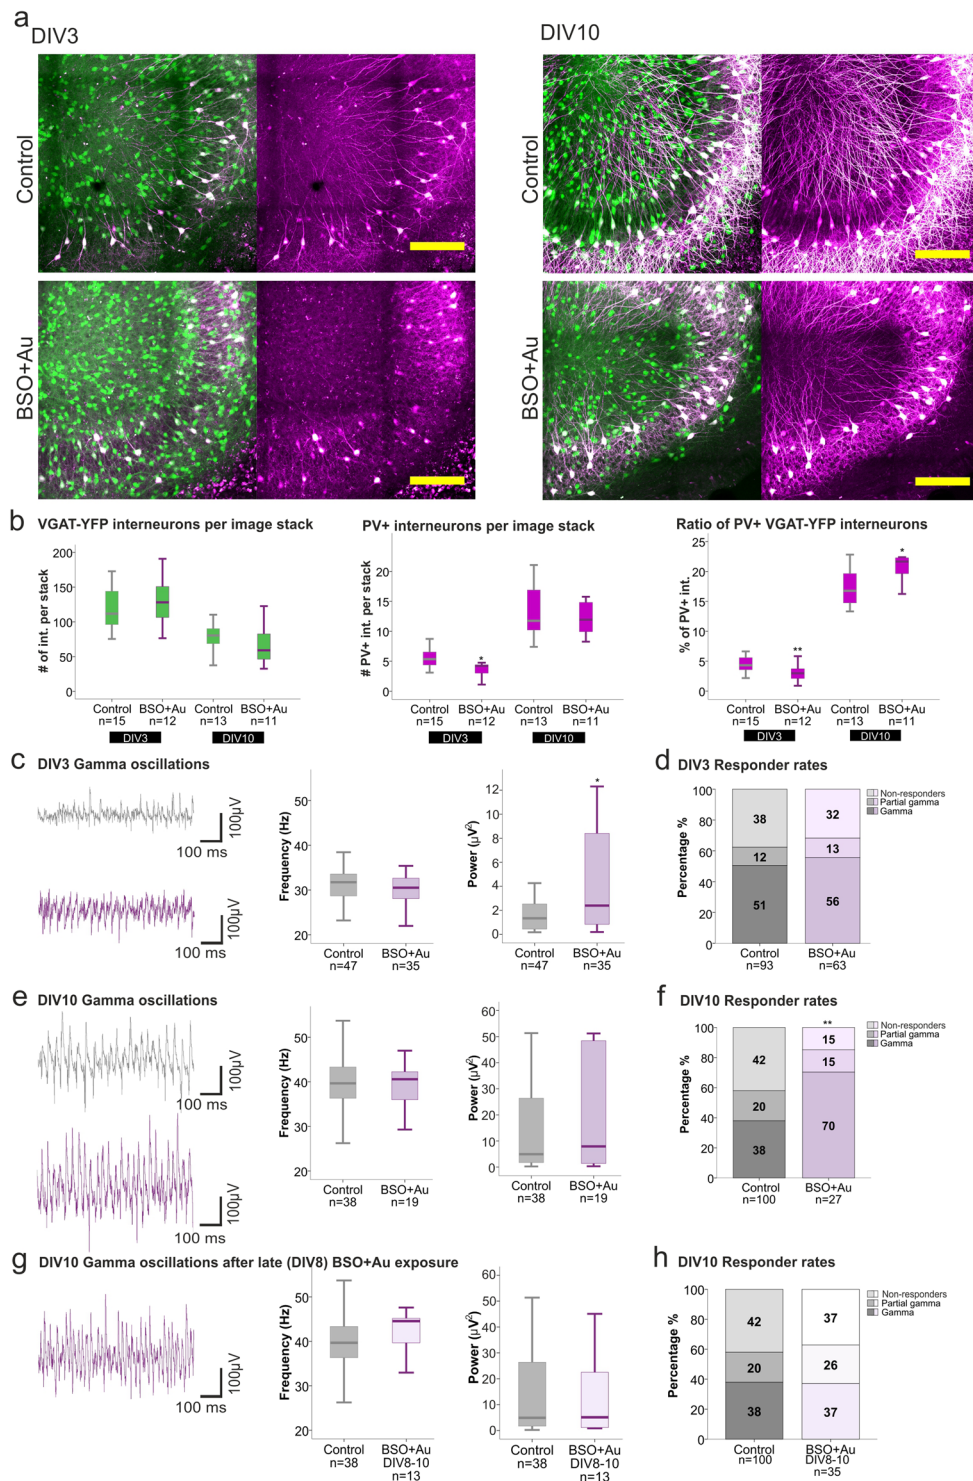 a
DIV3
DIV10
Control
BSO+Au
Control
BSO+Au
b
VGAT-YFP interneurons per image stack
# of int. per stack
200
150
100
50
0
Control
n=15
BSO+Au
n=12
Control
n=13
BSO+Au
n=11
DIV3
DIV10
PV+ interneurons per image stack
# PV+ int. per stack
25
20
15
10
5
0
*
Control
n=15
BSO+Au
n=12
Control
n=13
BSO+Au
n=11
DIV3
DIV10
Ratio of PV+ VGAT-YFP interneurons
% of PV+ int.
25
20
15
10
5
0
**
*
Control
n=15
BSO+Au
n=12
Control
n=13
BSO+Au
n=11
DIV3
DIV10
c
DIV3 Gamma oscillations
100µV
100 ms
100µV
100 ms
Frequency (Hz)
50
40
30
20
Control
n=47
BSO+Au
n=35
Power (µV²)
12
10
8
6
4
2
0
*
Control
n=47
BSO+Au
n=35
d
DIV3 Responder rates
Non-responders
Partial gamma
Gamma
Percentage %
100
80
60
40
20
0
38
12
51
32
13
56
Control
n=93
BSO+Au
n=63
e
DIV10 Gamma oscillations
100µV
100 ms
100µV
100 ms
Frequency (Hz)
50
40
30
20
Control
n=38
BSO+Au
n=19
Power (µV²)
60
50
40
30
20
10
0
Control
n=38
BSO+Au
n=19
f
DIV10 Responder rates
Non-responders
Partial gamma
Gamma
Percentage %
100
80
60
40
20
0
**
42
20
38
15
15
70
Control
n=100
BSO+Au
n=27
g
DIV10 Gamma oscillations after late (DIV8) BSO+Au exposure
100µV
100 ms
Frequency (Hz)
50
40
30
20
Control
n=38
BSO+Au
DIV8-10
n=13
Power (µV²)
60
50
40
30
20
10
0
Control
n=38
BSO+Au
DIV8-10
n=13
h
DIV10 Responder rates
Non-responders
Partial gamma
Gamma
Percentage %
100
80
60
40
20
0
42
20
38
37
26
37
Control
n=100
BSO+Au
DIV8-10
n=35